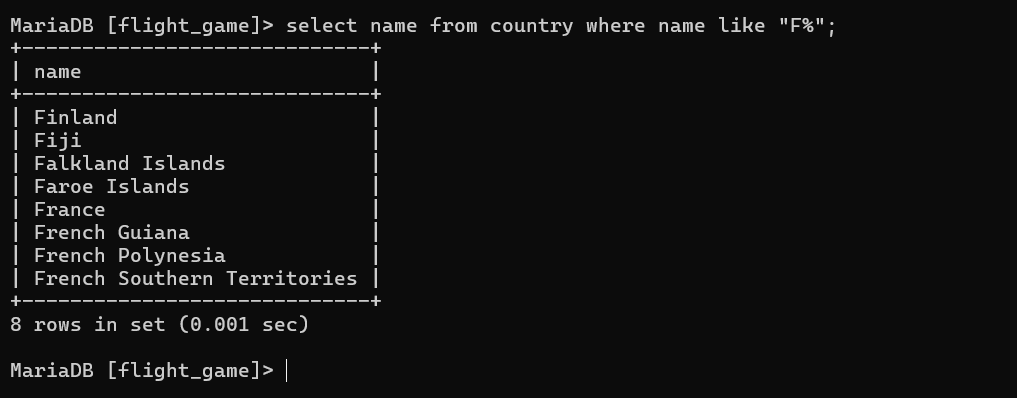 MariaDB [flight_game]> select name from country where name like "F%";
+----------------------------+
| name                       |
+----------------------------+
| Finland                    |
| Fiji                       |
| Falkland Islands           |
| Faroe Islands              |
| France                     |
| French Guiana              |
| French Polynesia           |
| French Southern Territories |
+----------------------------+
8 rows in set (0.001 sec)
MariaDB [flight_game]>